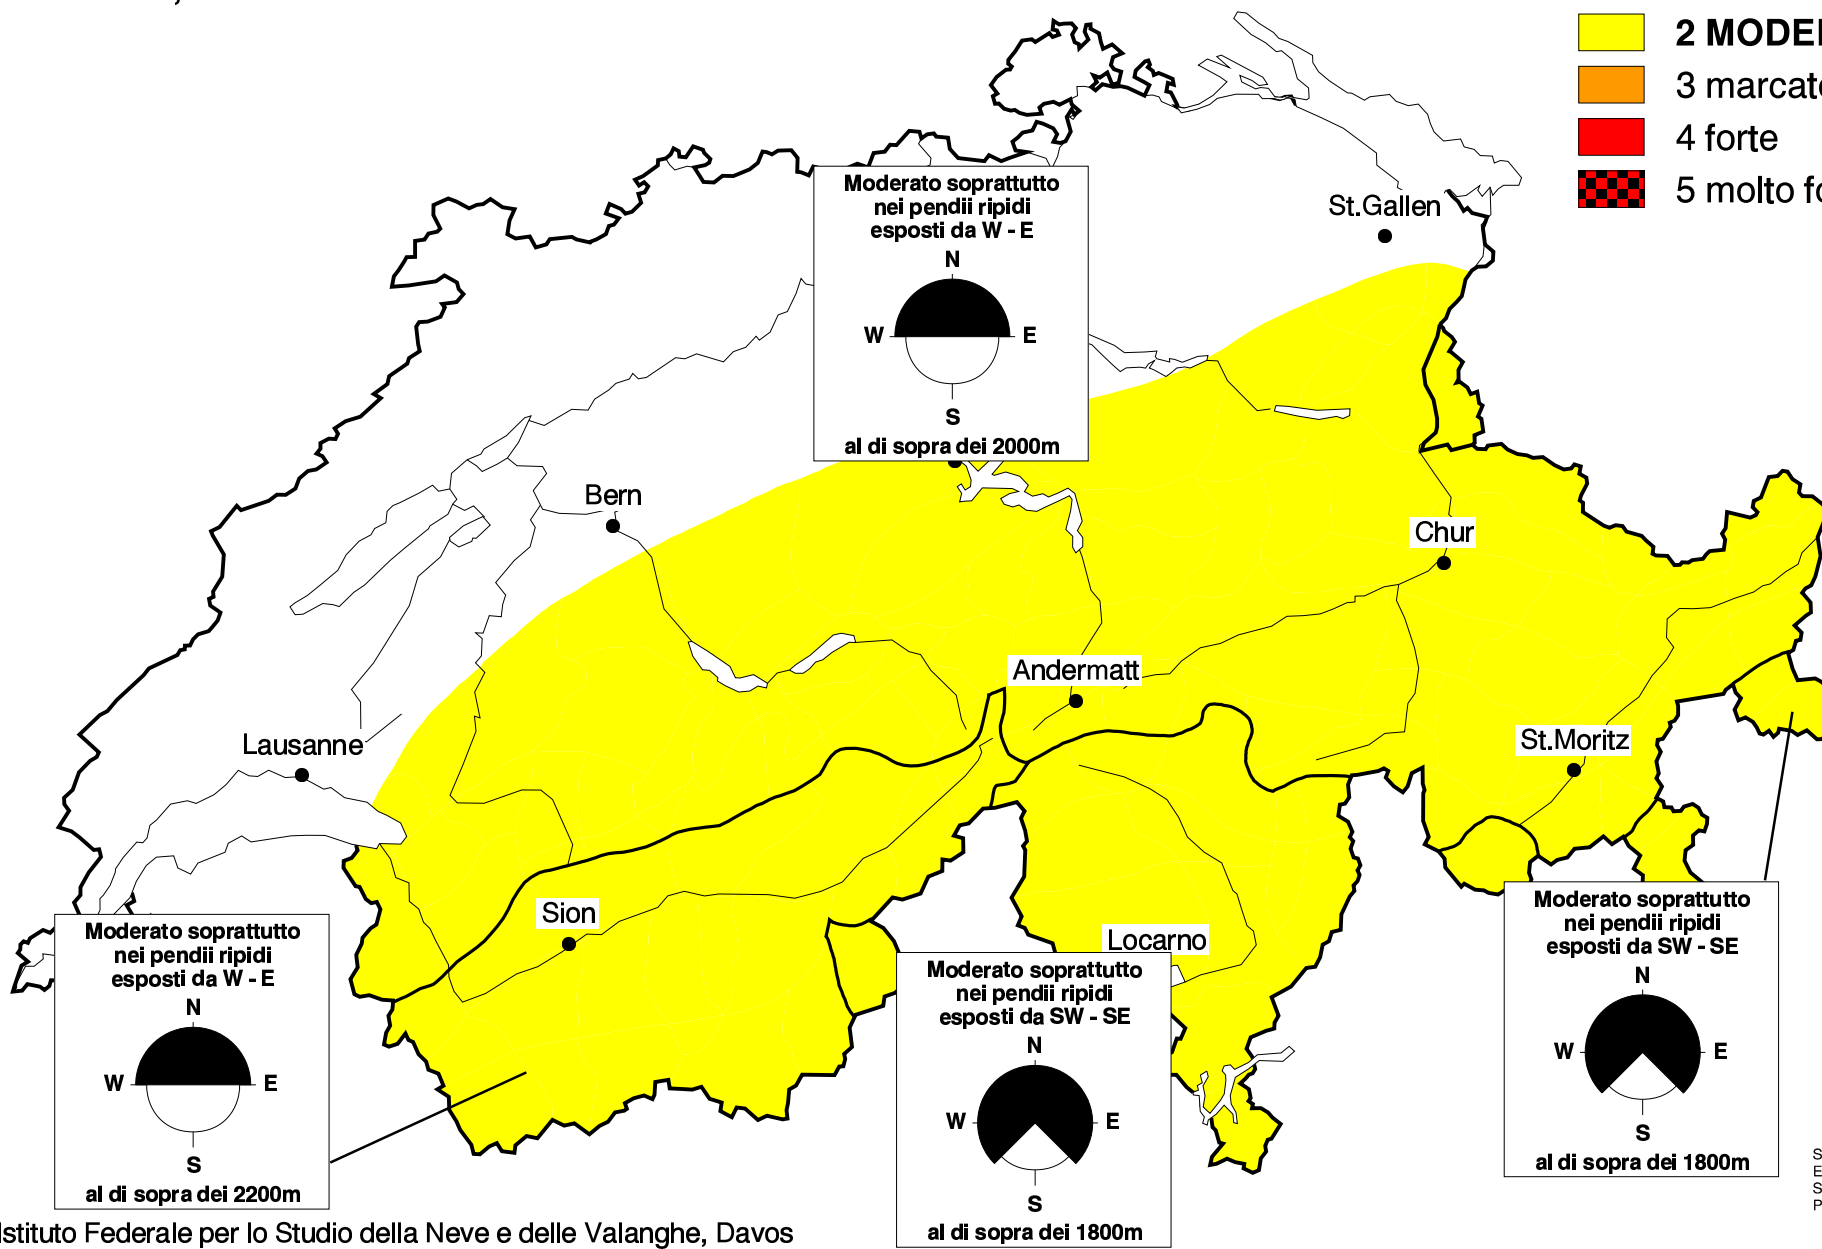 2 MODE
3 marcato
4 forte
5 molto fo
Moderato soprattutto
nei pendii ripidi
esposti da W - E
N
W E
S
al di sopra dei 2000m
St.Gallen
Bern
Chur
Andermatt
Lausanne
St.Moritz
Sion
Locarno
Moderato soprattutto
nei pendii ripidi
esposti da W - E
N
W E
S
al di sopra dei 2200m
Moderato soprattutto
nei pendii ripidi
esposti da SW - SE
N
W E
S
al di sopra dei 1800m
Moderato soprattutto
nei pendii ripidi
esposti da SW - SE
N
W E
S
al di sopra dei 1800m
S
E
S
P
Istituto Federale per lo Studio della Neve e delle Valanghe, Davos